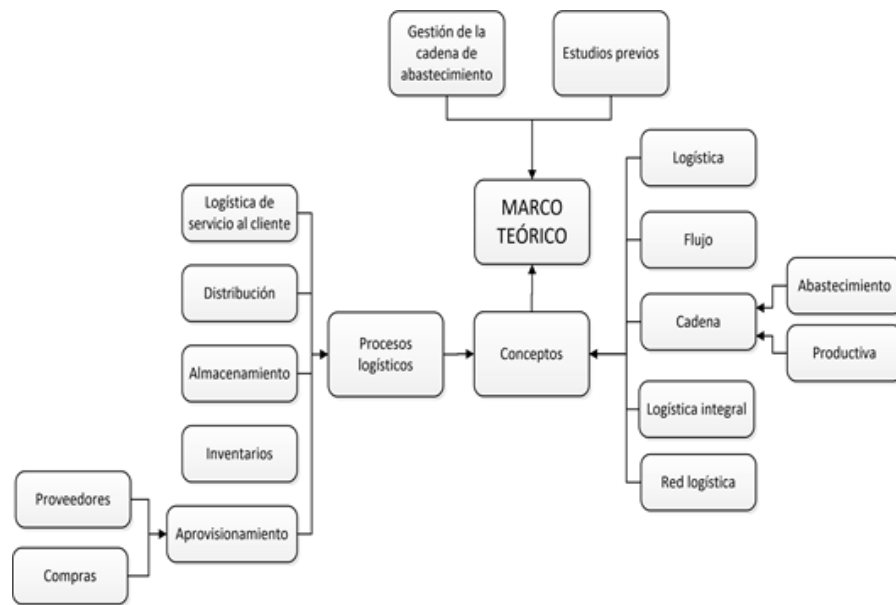 Gestión de la
cadena de
abastecimiento
Estudios previos
Logística
MARCO
TEÓRICO
Logística de
servicio al cliente
Flujo
Distribución
Abastecimiento
Cadena
Procesos
logísticos
Conceptos
Productiva
Almacenamiento
Logística integral
Inventarios
Red logística
Proveedores
Aprovisionamiento
Compras